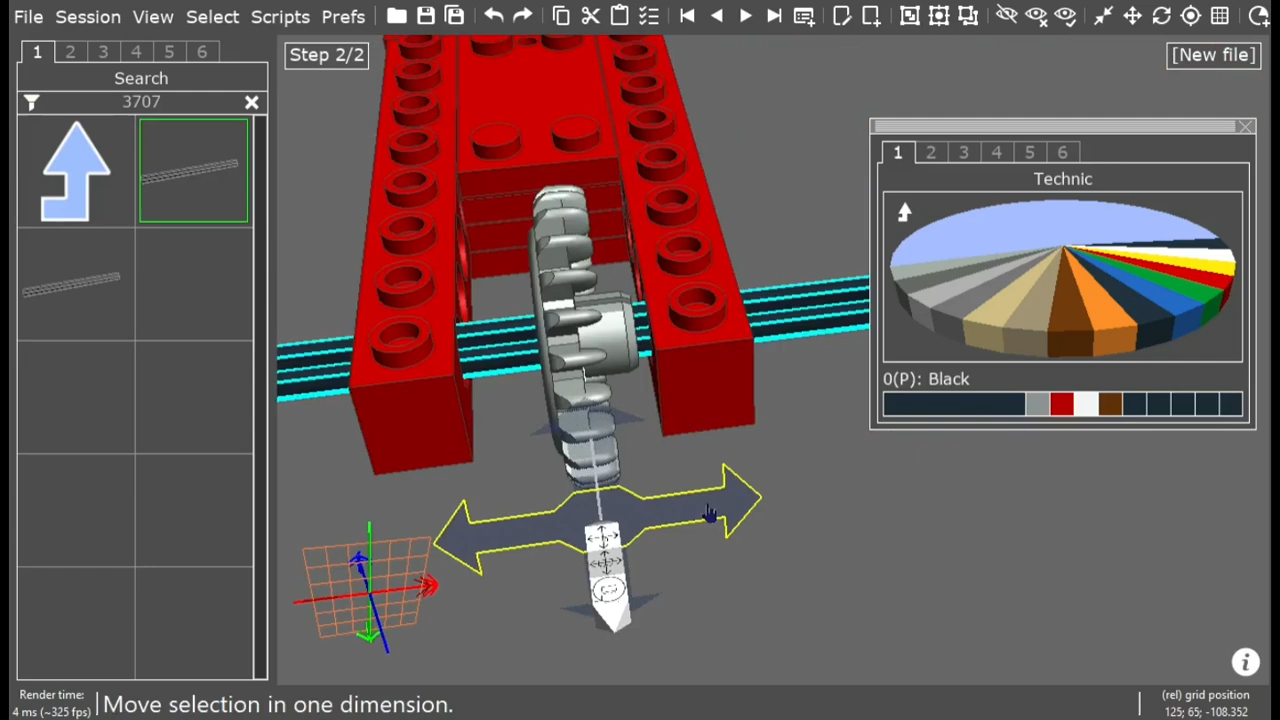 File Session View Select Scripts Prefs
1 2 3 4 5 6
Search
3707
Step 2/2
[New file]
1 2 3 4 5 6
Technic
0(P): Black
Render time:
4 ms (~325 fps)
Move selection in one dimension.
(rel) grid position
125; 65; -108.352